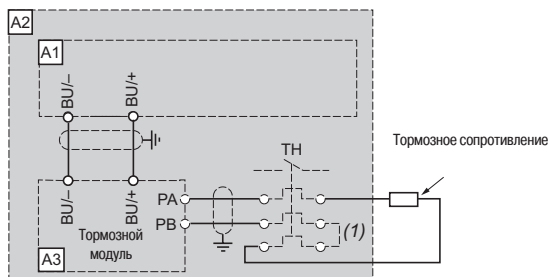 A2
A1
BU/–
BU/+
TH
Тормозное сопротивление
BU/–
BU/+
PA
PB
(1)
Тормозной
модуль
A3